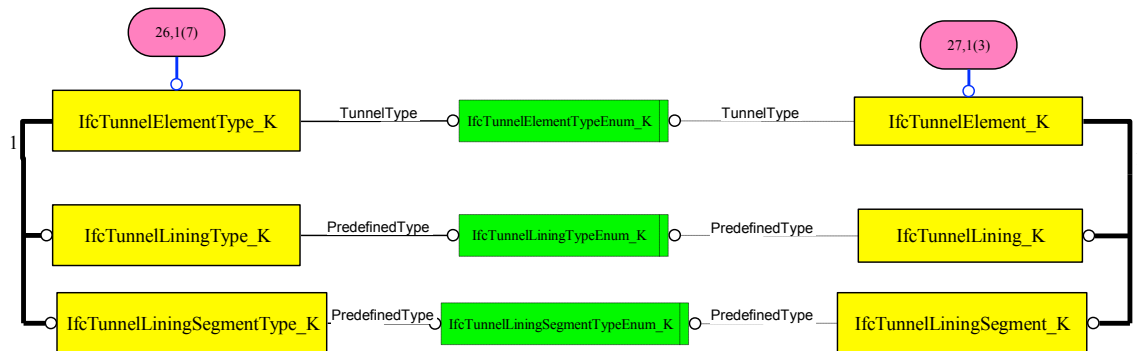 26,1(7)
27,1(3)
IfcTunnelElementType_K
TunnelType
IfcTunnelElementTypeEnum_K
TunnelType
IfcTunnelElement_K
1
IfcTunnelLiningType_K
PredefinedType
IfcTunnelLiningTypeEnum_K
PredefinedType
IfcTunnelLining_K
IfcTunnelLiningSegmentType_K
PredefinedType
IfcTunnelLiningSegmentTypeEnum_K
PredefinedType
IfcTunnelLiningSegment_K